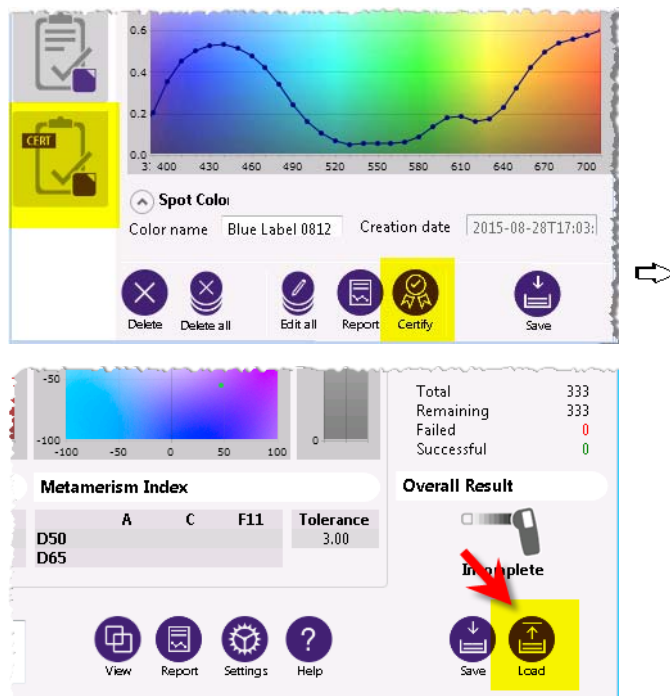 0.6
0.4
0.2
0.0
400 430 460 490 520 550 580 610 640 670 700
CERT
Spot Color
Color name Blue Label 0812 Creation date 2015-08-28T17:03:
Delete Delete all Edit all Report Certify Save
-50
-100
-100 -50 0 50 100
0
Total 333
Remaining 333
Failed 0
Successful 0
Metamerism Index
Overall Result
A C F11 Tolerance
D50 3.00
D65
Incomplete
View Report Settings Help Save Load